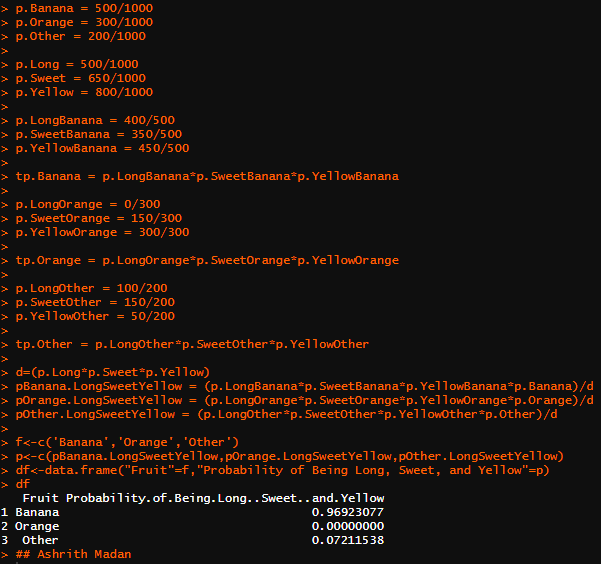 > p.Banana = 500/1000
> p.Orange = 300/1000
> p.Other = 200/1000
>
> p.Long = 500/1000
> p.Sweet = 650/1000
> p.Yellow = 800/1000
>
> p.LongBanana = 400/500
> p.SweetBanana = 350/500
> p.YellowBanana = 450/500
>
> tp.Banana = p.LongBanana*p.SweetBanana*p.YellowBanana
>
> p.LongOrange = 0/300
> p.SweetOrange = 150/300
> p.YellowOrange = 300/300
>
> tp.Orange = p.LongOrange*p.SweetOrange*p.YellowOrange
>
> p.LongOther = 100/200
> p.SweetOther = 150/200
> p.YellowOther = 50/200
>
> tp.Other = p.LongOther*p.SweetOther*p.YellowOther
>
> d=(p.Long*p.Sweet*p.Yellow)
> pBanana.LongSweetYellow = (p.LongBanana*p.SweetBanana*p.YellowBanana*p.Banana)/d
> pOrange.LongSweetYellow = (p.LongOrange*p.SweetOrange*p.YellowOrange*p.Orange)/d
> pOther.LongSweetYellow = (p.LongOther*p.SweetOther*p.YellowOther*p.Other)/d
>
> f<-c('Banana','Orange','Other')
> p<-c(pBanana.LongSweetYellow,pOrange.LongSweetYellow,pOther.LongSweetYellow)
> df<-data.frame("Fruit"=f,"Probability of Being Long, Sweet, and Yellow"=p)
> df
Fruit Probability.of.Being.Long..Sweet..and.Yellow
1 Banana 0.96923077
2 Orange 0.00000000
3 Other 0.07211538
> ## Ashrith Madan